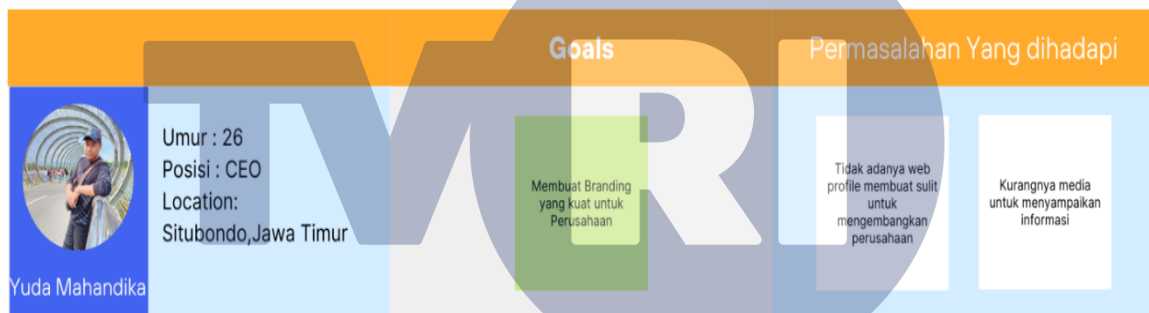 Goals
Permasalahan Yang dihadapi
Yuda Mahandika
Umur : 26
Posisi : CEO
Location:
Situbondo,Jawa Timur
Membuat Branding
yang kuat untuk
Perusahaan
Tidak adanya web
profile membuat sulit
untuk
mengembangkan
perusahaan
Kurangnya media
untuk menyampaikan
informasi
TVRI